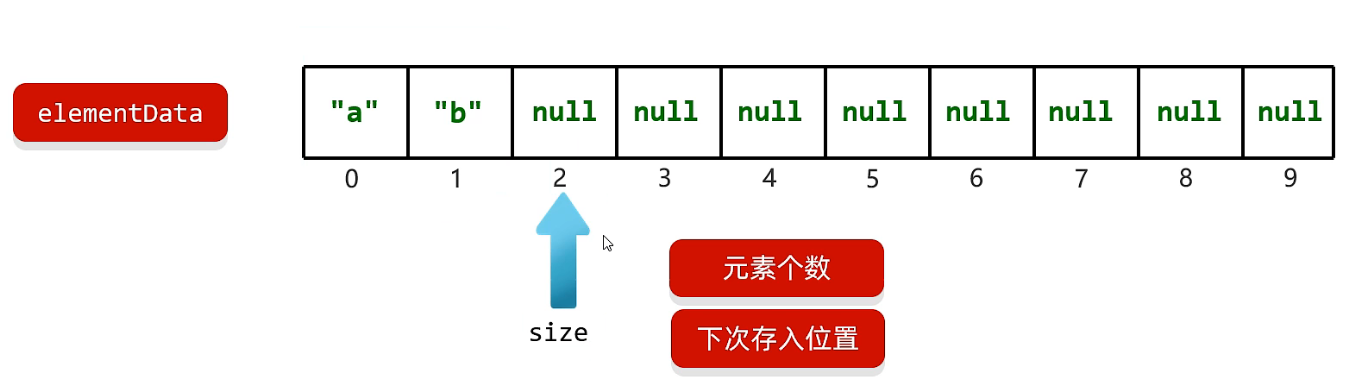 elementData "a" "b" null null null null null null null null
0 1 2 3 4 5 6 7 8 9
元素个数
size
下次存入位置